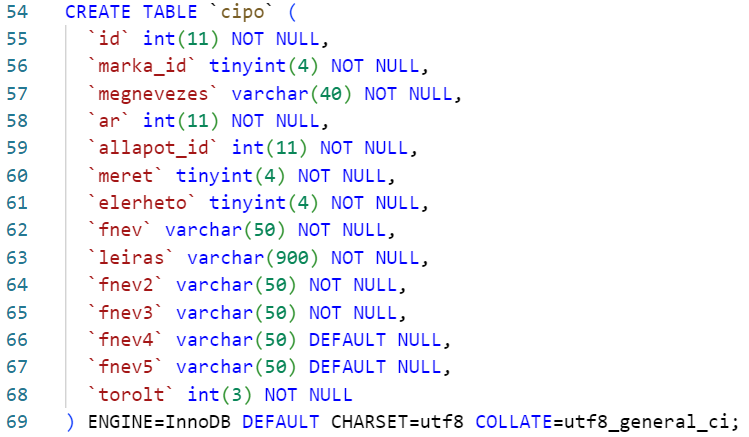 54 CREATE TABLE `cipo` (
55 `id` int(11) NOT NULL,
56 `marka_id` tinyint(4) NOT NULL,
57 `megnevezes` varchar(40) NOT NULL,
58 `ar` int(11) NOT NULL,
59 `allapot_id` int(11) NOT NULL,
60 `meret` tinyint(4) NOT NULL,
61 `elerheto` tinyint(4) NOT NULL,
62 `fnev` varchar(50) NOT NULL,
63 `leiras` varchar(900) NOT NULL,
64 `fnev2` varchar(50) NOT NULL,
65 `fnev3` varchar(50) NOT NULL,
66 `fnev4` varchar(50) DEFAULT NULL,
67 `fnev5` varchar(50) DEFAULT NULL,
68 `torolt` int(3) NOT NULL
69 ) ENGINE=InnoDB DEFAULT CHARSET=utf8 COLLATE=utf8_general_ci;